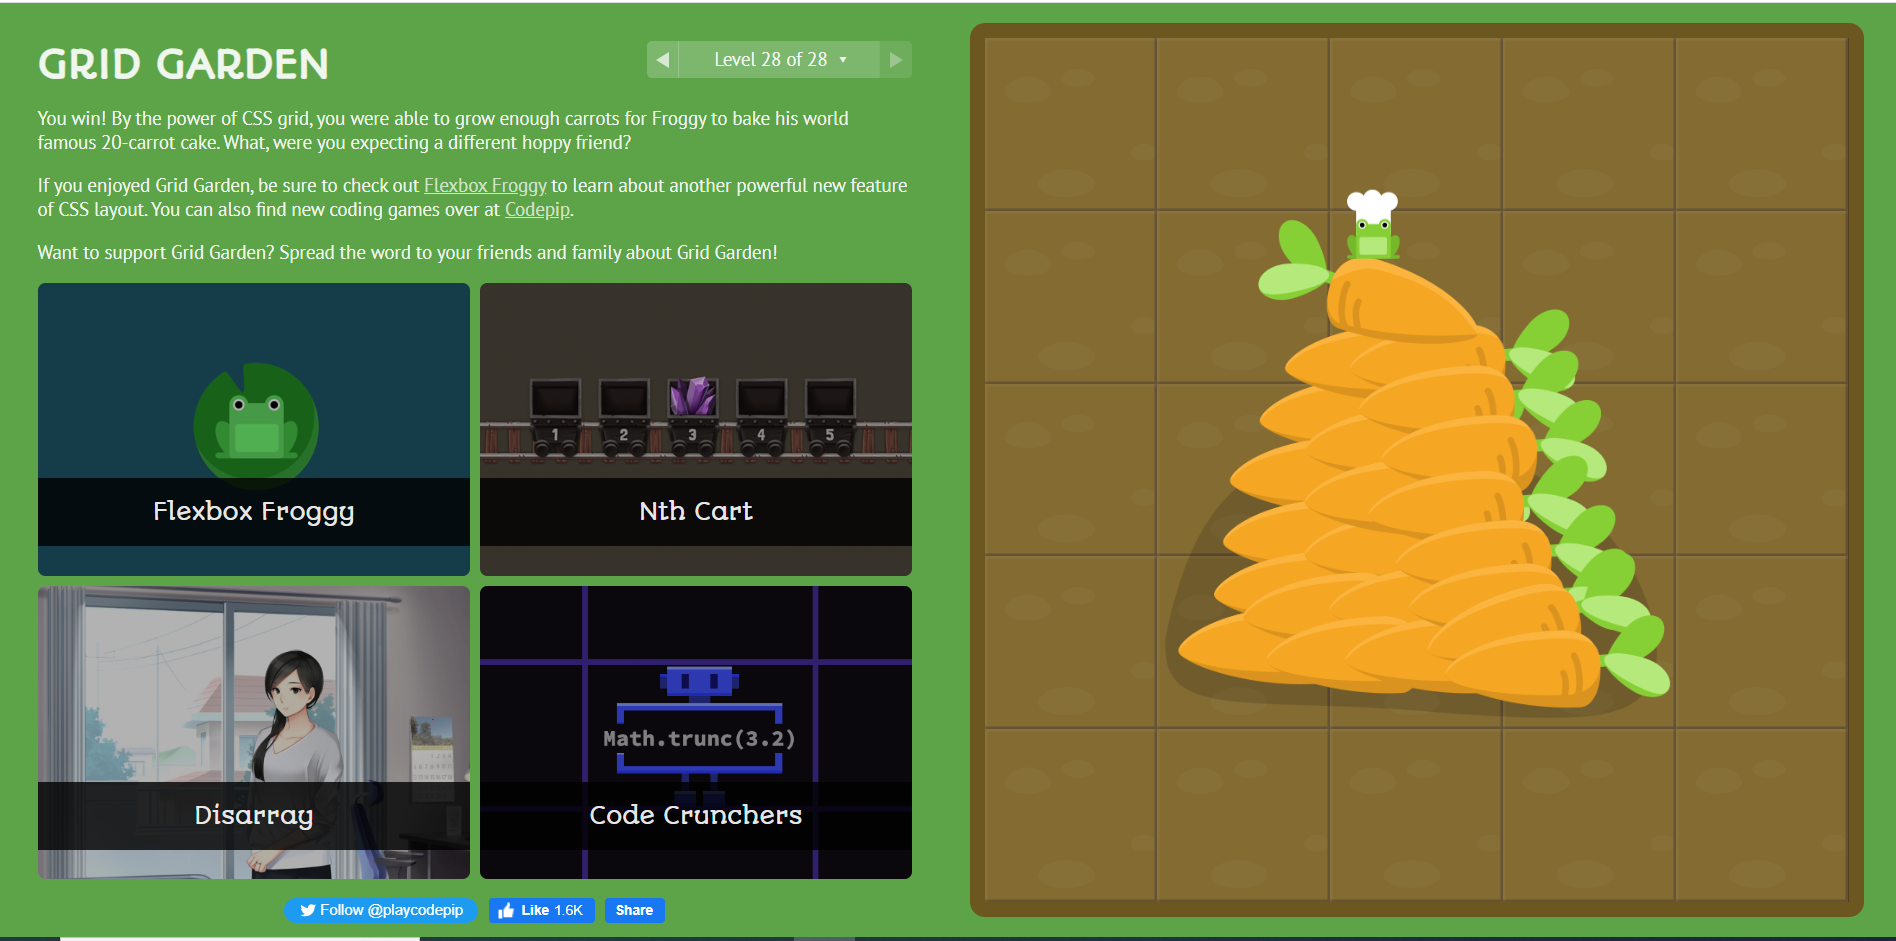 GRID GARDEN
◀ Level 28 of 28 ▼ ▶
You win! By the power of CSS grid, you were able to grow enough carrots for Froggy to bake his world
famous 20-carrot cake. What, were you expecting a different hoppy friend?
If you enjoyed Grid Garden, be sure to check out Flexbox Froggy to learn about another powerful new feature
of CSS layout. You can also find new coding games over at Codepip.
Want to support Grid Garden? Spread the word to your friends and family about Grid Garden!
Flexbox Froggy
1 2 3 4 5
Nth Cart
Disarray
Math.trunc(3.2)
Code Crunchers
Follow @playcodepip
Like 1.6K
Share